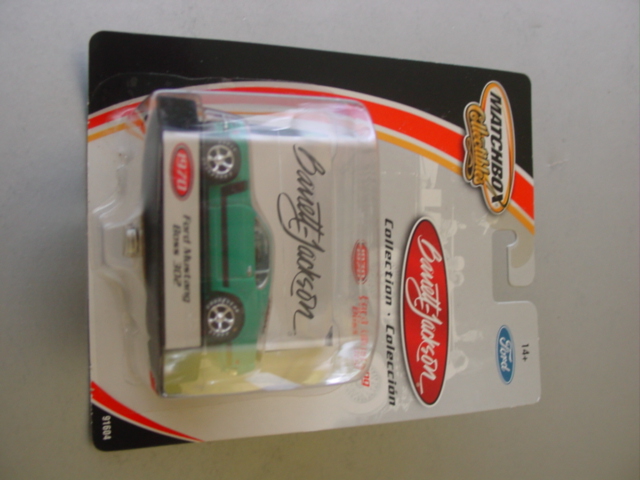 MATCHBOX
Collectibles
14+
Ford
Barrett-Jackson
Collection · Colección
Barrett-Jackson
1970
Ford Mustang
Boss 302
91604